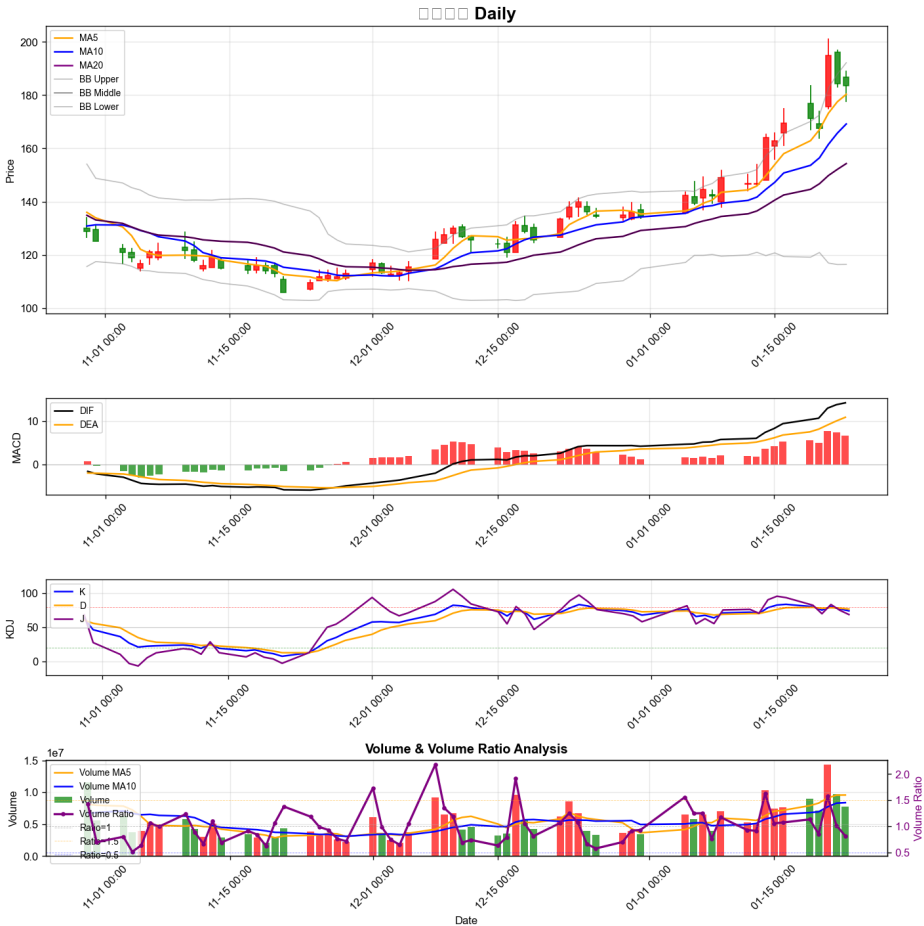 Daily
MA5
MA10
MA20
BB Upper
BB Middle
BB Lower
Price
200
180
160
140
120
100
11-01 00:00
11-15 00:00
12-01 00:00
12-15 00:00
01-01 00:00
01-15 00:00
DIF
DEA
MACD
10
0
11-01 00:00
11-15 00:00
12-01 00:00
12-15 00:00
01-01 00:00
01-15 00:00
K
D
J
KDJ
100
50
0
11-01 00:00
11-15 00:00
12-01 00:00
12-15 00:00
01-01 00:00
01-15 00:00
Volume & Volume Ratio Analysis
1e7
Volume MA5
Volume MA10
Volume
Volume Ratio
Ratio=1
Ratio=0.5
Volume
1.5
1.0
0.5
0.0
2.0
1.5
1.0
0.5
Volume Ratio
11-01 00:00
11-15 00:00
12-01 00:00
12-15 00:00
01-01 00:00
01-15 00:00
Date